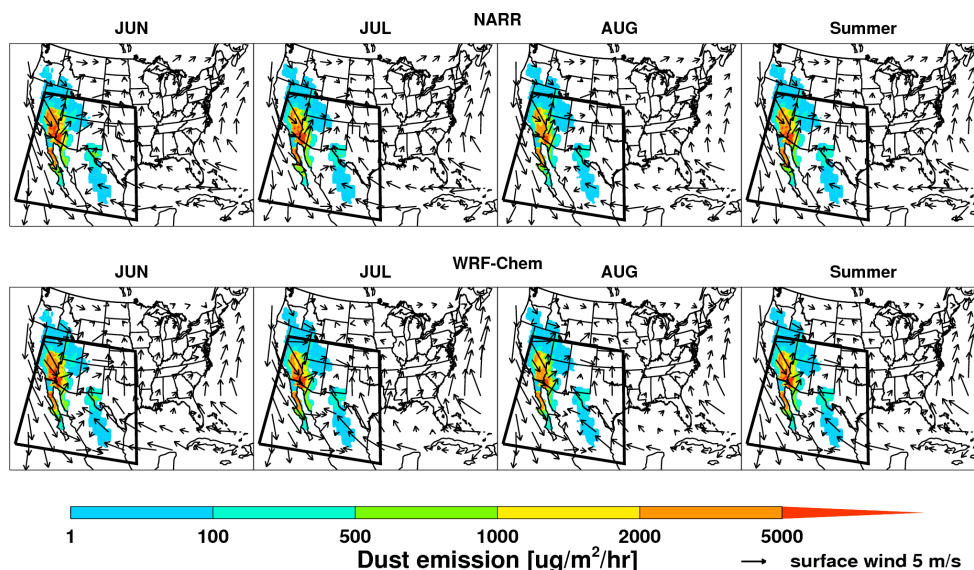 NARR
JUN JUL AUG Summer
WRF-Chem
JUN JUL AUG Summer
1 100 500 1000 2000 5000
Dust emission [ug/m²/hr] surface wind 5 m/s